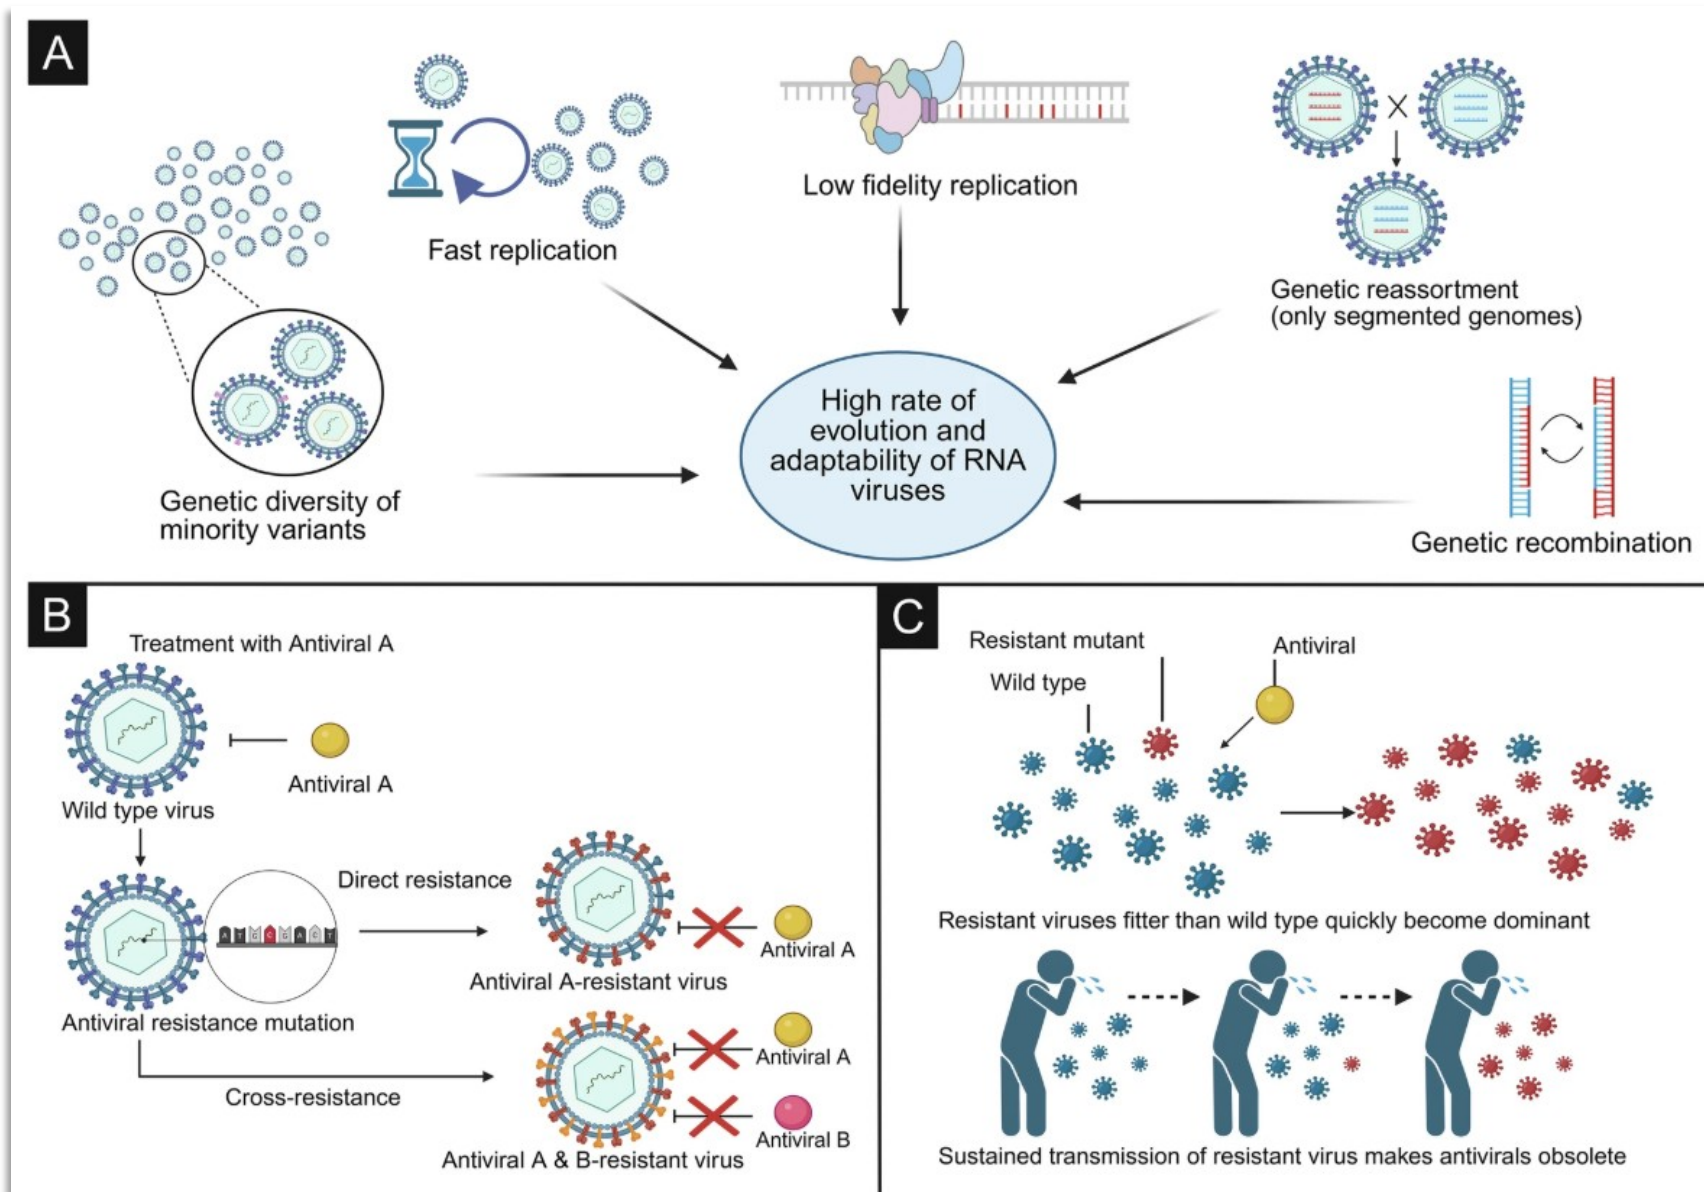 A
Fast replication
Low fidelity replication
Genetic reassortment
(only segmented genomes)
High rate of
evolution and
adaptability of RNA
viruses
Genetic diversity of
minority variants
Genetic recombination
B
Treatment with Antiviral A
Antiviral A
Wild type virus
Direct resistance
Antiviral A
Antiviral A-resistant virus
Antiviral resistance mutation
Antiviral A
Cross-resistance
Antiviral B
Antiviral A & B-resistant virus
C
Resistant mutant
Antiviral
Wild type
Resistant viruses fitter than wild type quickly become dominant
Sustained transmission of resistant virus makes antivirals obsolete